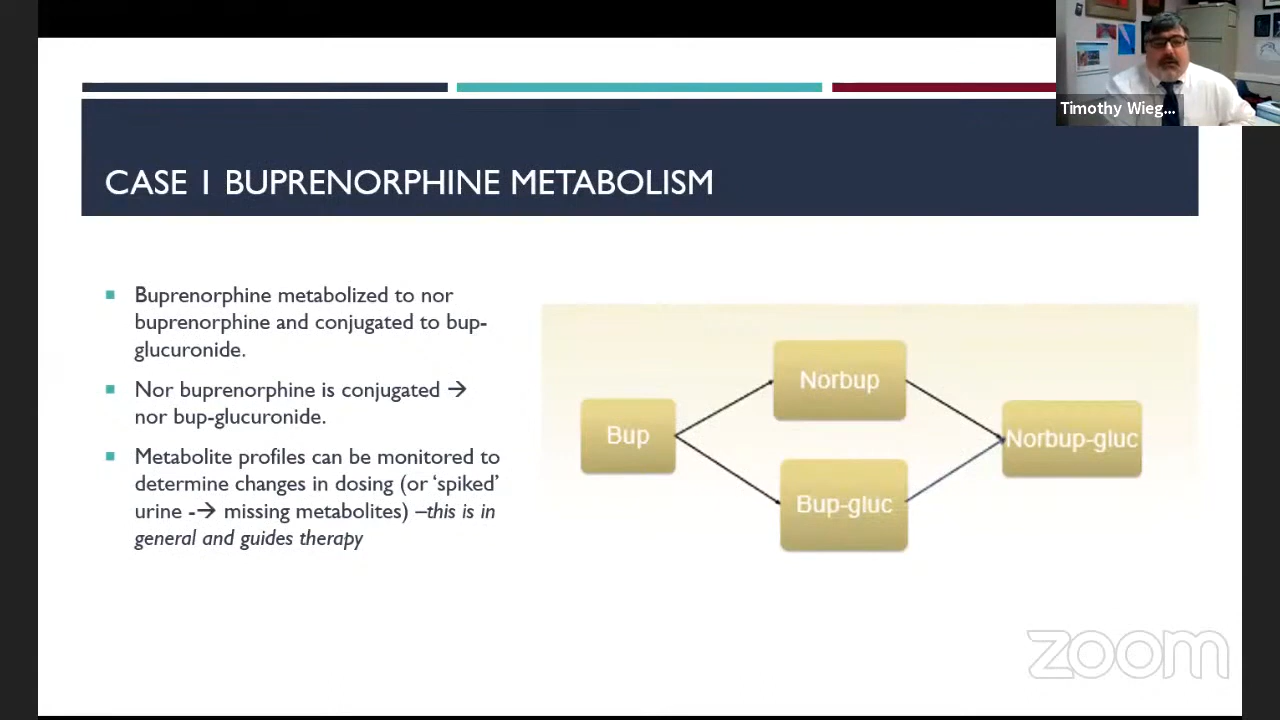 Timothy Wieg...
CASE 1 BUPRENORPHINE METABOLISM
Buprenorphine metabolized to nor
buprenorphine and conjugated to bup-
glucuronide.
Nor buprenorphine is conjugated →
nor bup-glucuronide.
Metabolite profiles can be monitored to
determine changes in dosing (or ‘spiked’
urine -→ missing metabolites) –this is in
general and guides therapy
Norbup
Bup
Norbup-gluc
Bup-gluc
zoom